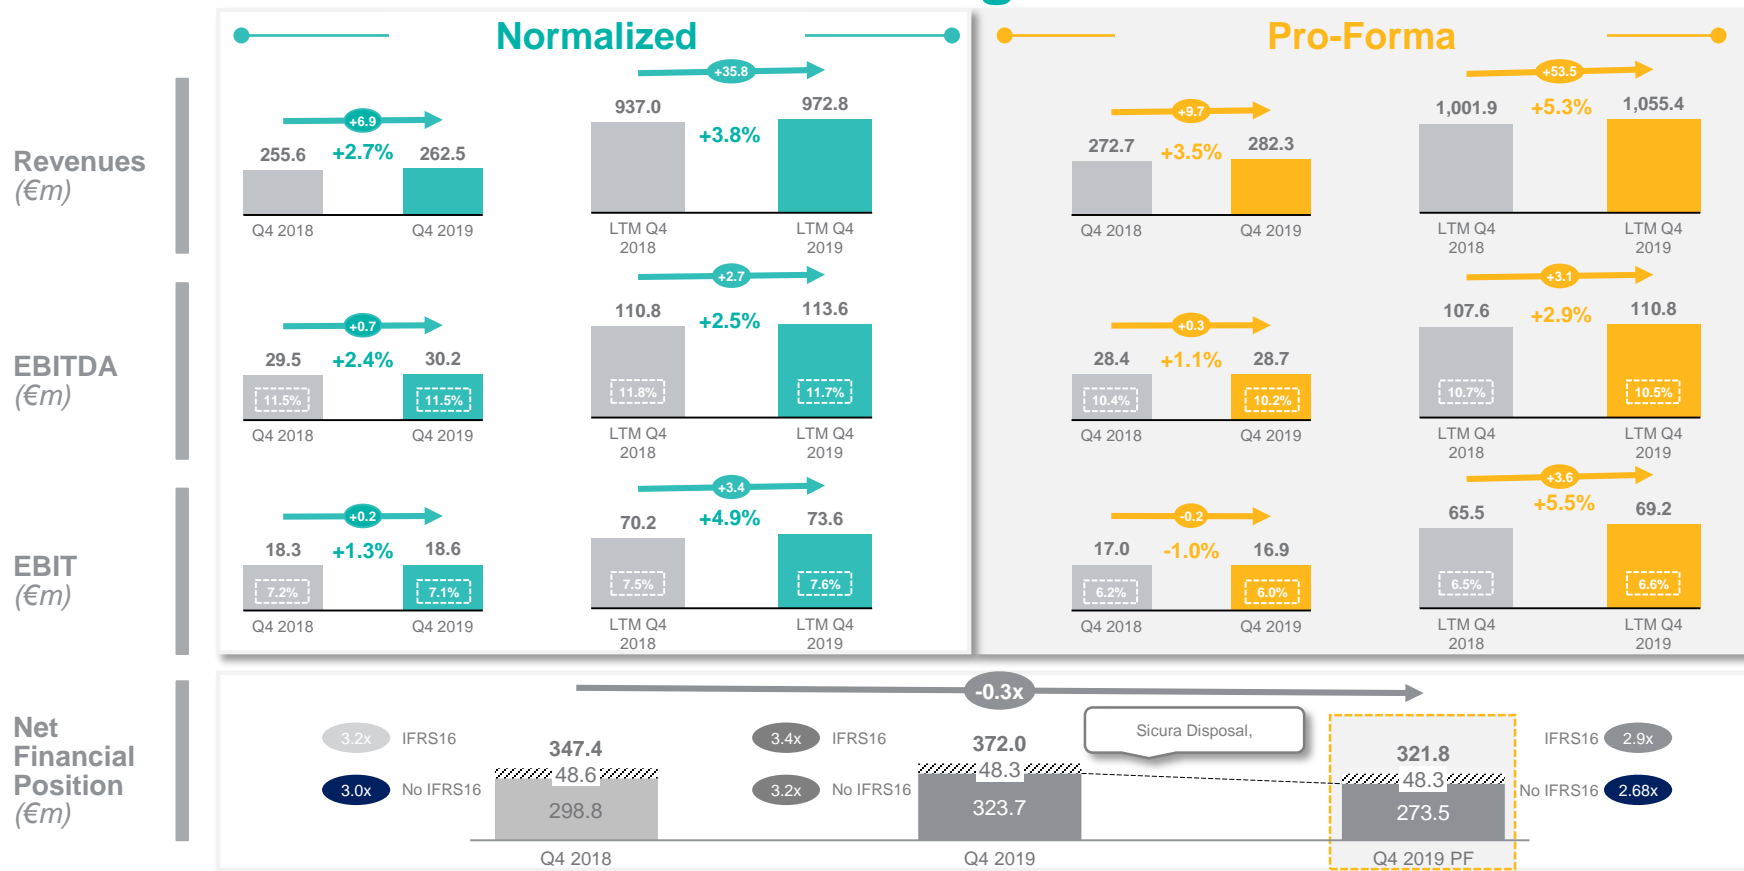 Normalized
Pro-Forma
Revenues
(€m)
+6.9
255.6
+2.7%
262.5
Q4 2018
Q4 2019
+35.8
937.0
972.8
+3.8%
LTM Q4
2018
LTM Q4
2019
+9.7
272.7
+3.5%
282.3
Q4 2018
Q4 2019
+53.5
1,001.9
+5.3%
1,055.4
LTM Q4
2018
LTM Q4
2019
EBITDA
(€m)
+0.7
29.5
+2.4%
30.2
11.5%
11.5%
Q4 2018
Q4 2019
+2.7
110.8
+2.5%
113.6
11.8%
11.7%
LTM Q4
2018
LTM Q4
2019
+0.3
28.4
+1.1%
28.7
10.4%
10.2%
Q4 2018
Q4 2019
+3.1
107.6
+2.9%
110.8
10.7%
10.5%
LTM Q4
2018
LTM Q4
2019
EBIT
(€m)
+0.2
18.3
+1.3%
18.6
7.2%
7.1%
Q4 2018
Q4 2019
+3.4
70.2
+4.9%
73.6
7.5%
7.6%
LTM Q4
2018
LTM Q4
2019
-0.2
17.0
-1.0%
16.9
6.2%
6.0%
Q4 2018
Q4 2019
+3.6
65.5
+5.5%
69.2
6.5%
6.6%
LTM Q4
2018
LTM Q4
2019
Net
Financial
Position
(€m)
-0.3x
3.2x IFRS16
3.0x No IFRS16
347.4
48.6
298.8
Q4 2018
3.4x IFRS16
3.2x No IFRS16
372.0
48.3
323.7
Q4 2019
Sicura Disposal,
321.8
48.3
273.5
Q4 2019 PF
IFRS16 2.9x
No IFRS16 2.68x